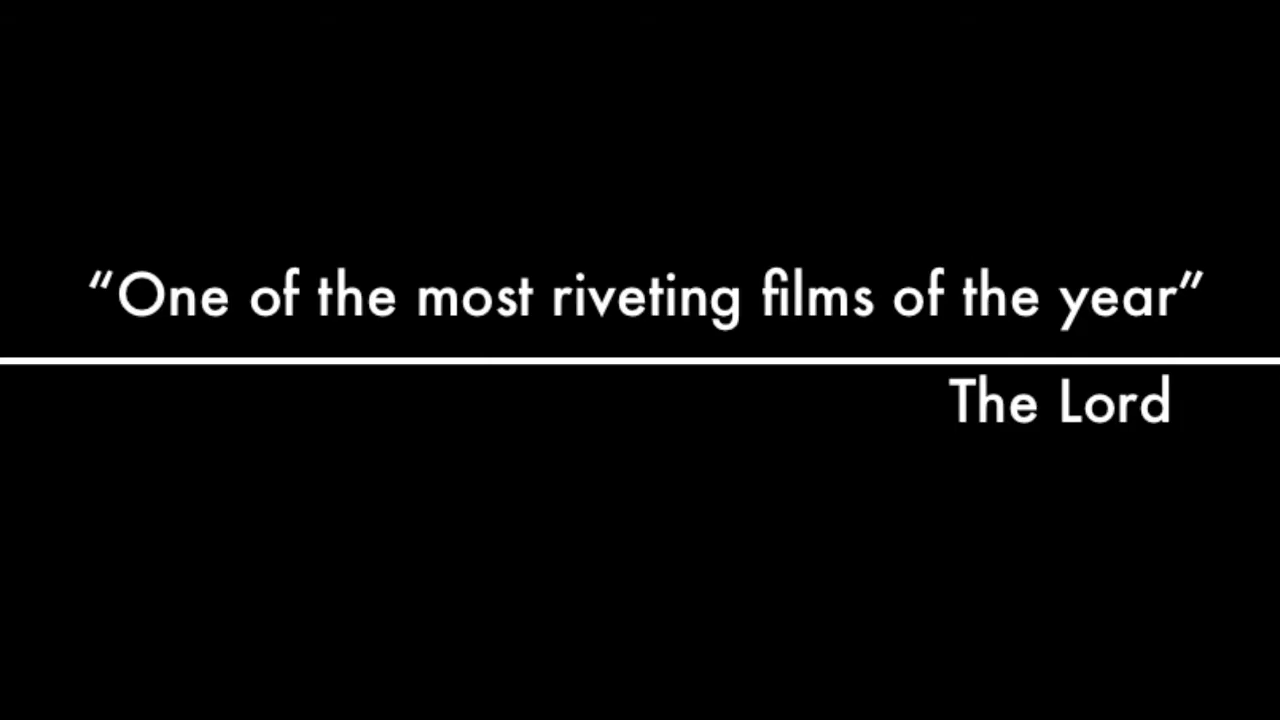 “One of the most riveting films of the year”
The Lord